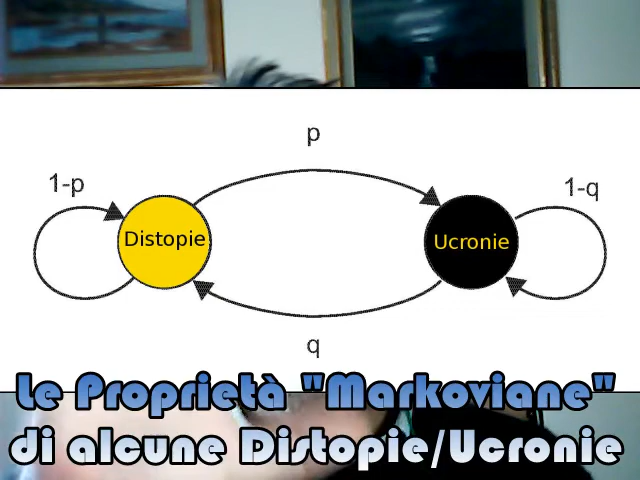 p
1-p
1-q
Distopie
Ucronie
q
Le Proprietà "Markoviane"
di alcune Distopie/Ucronie